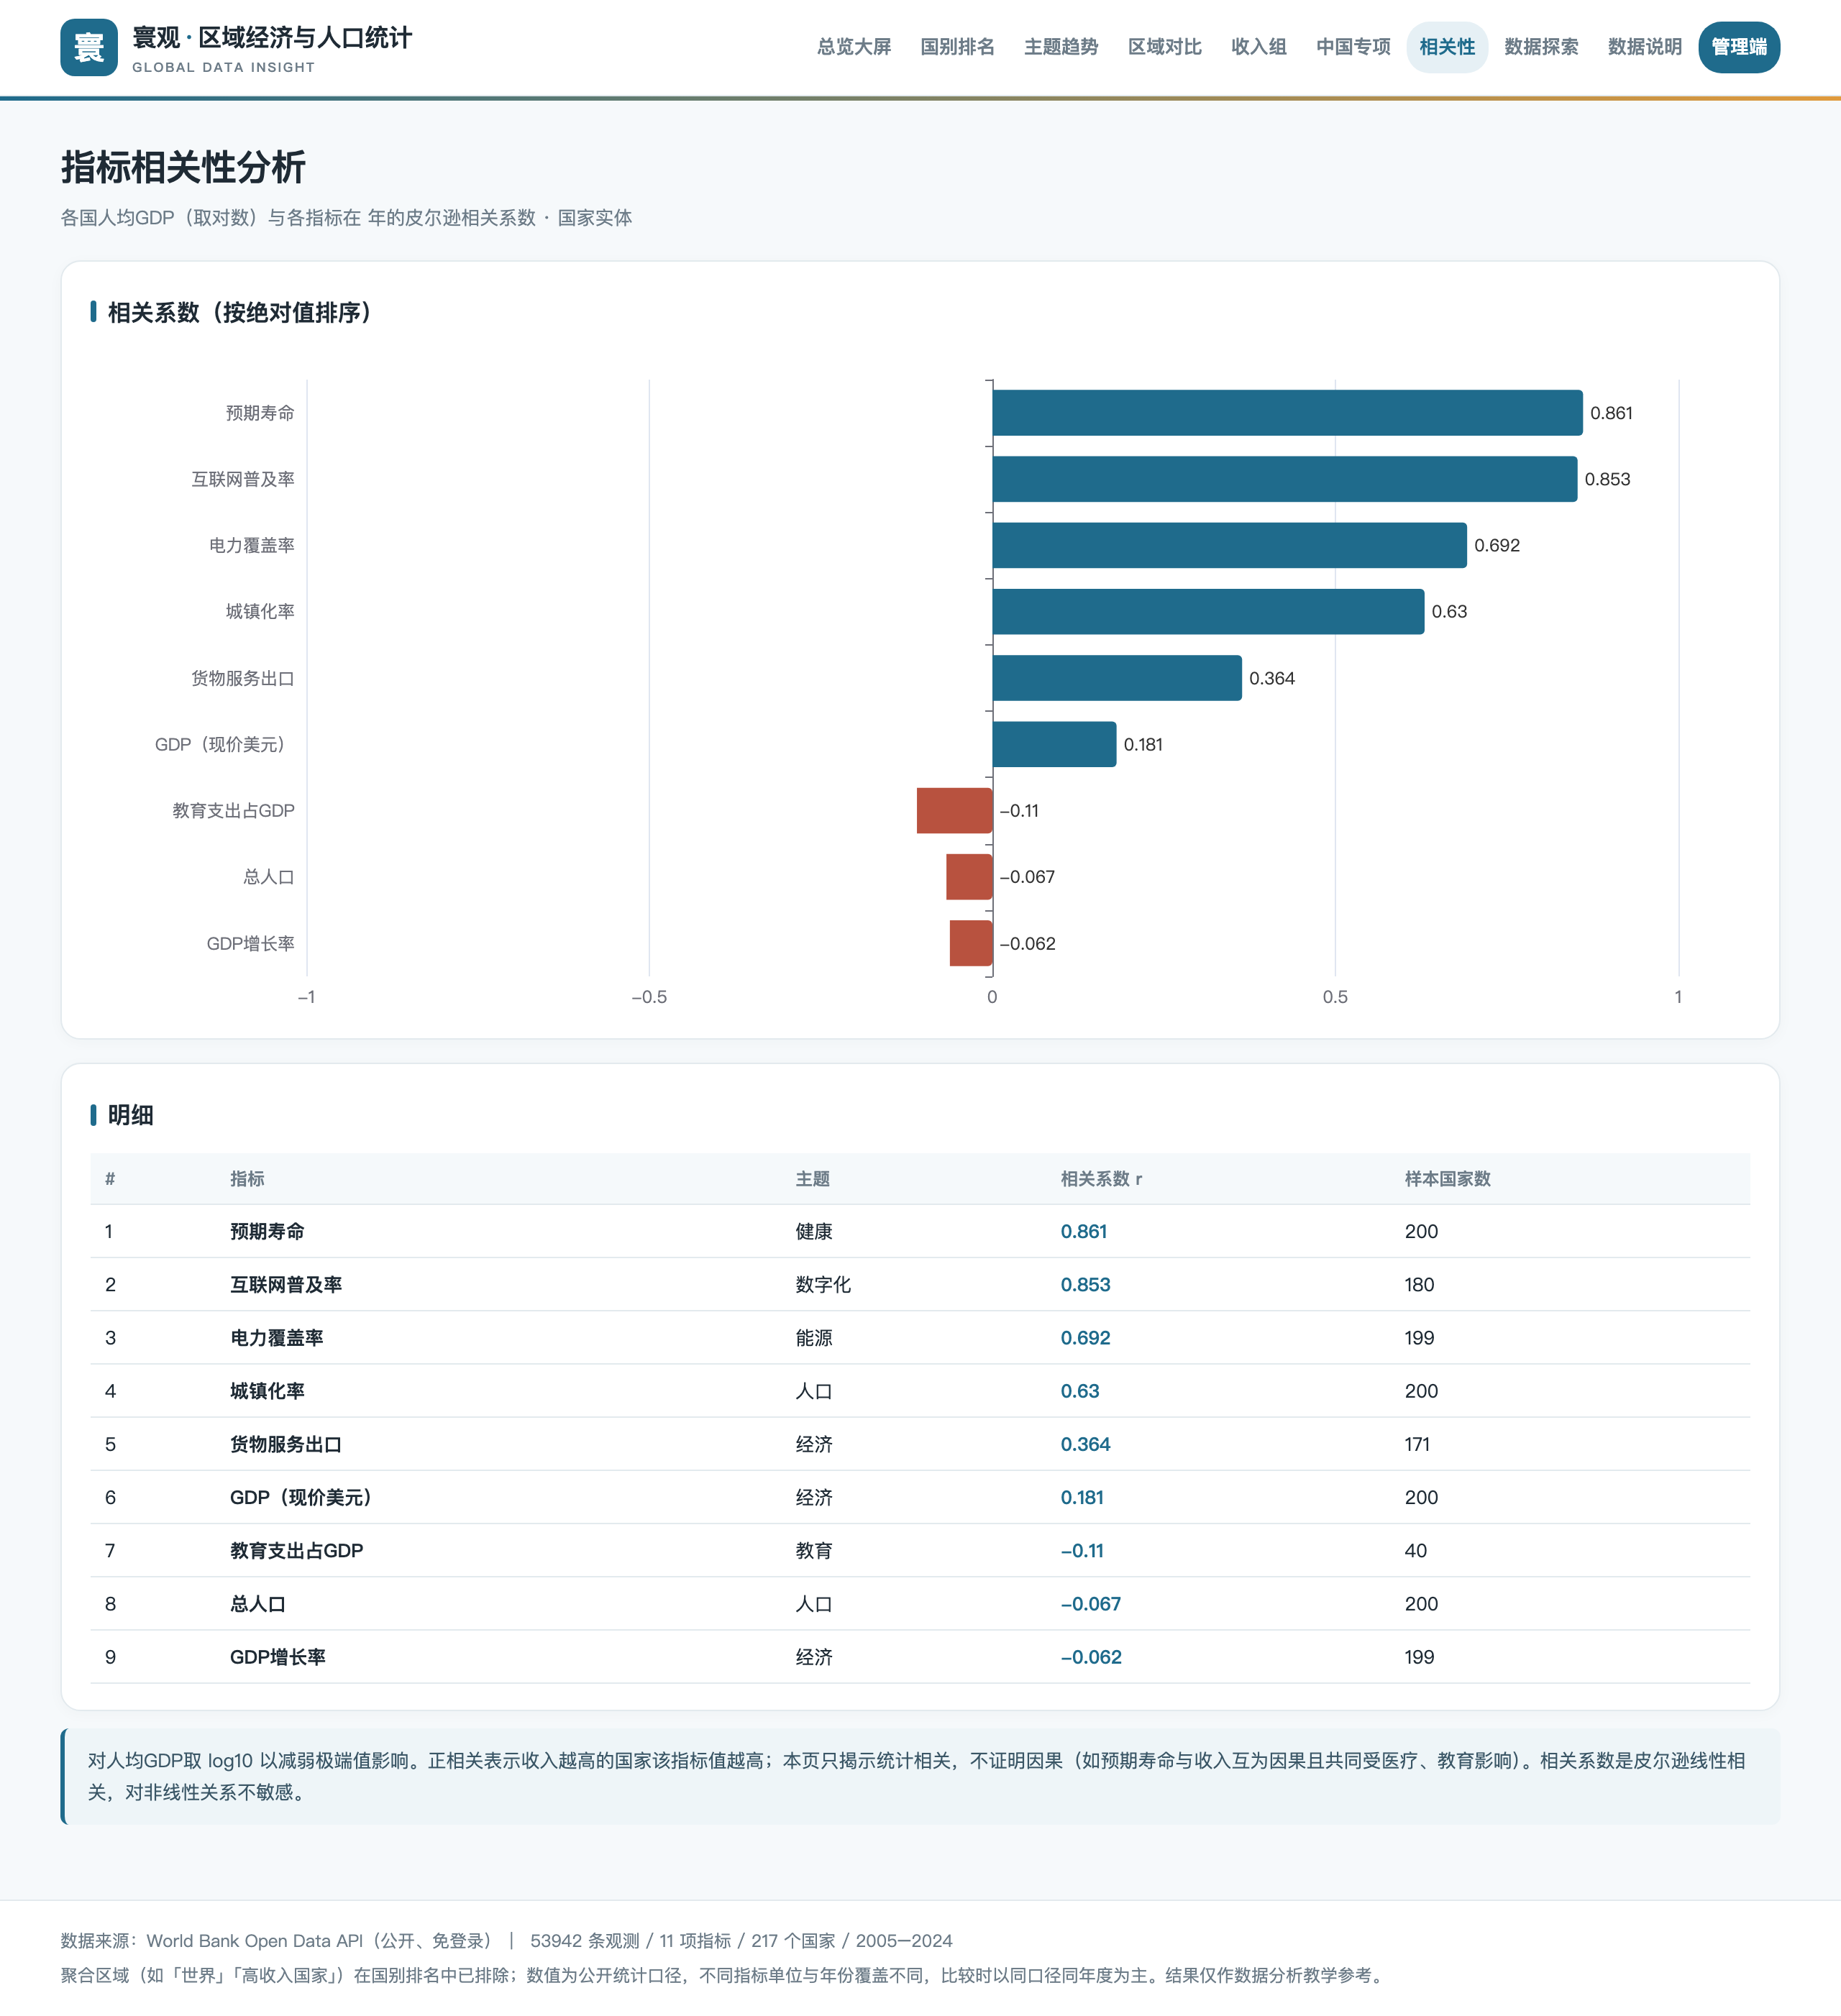 寰
寰观·区域经济与人口统计
GLOBAL DATA INSIGHT
总览大屏 国别排名 主题趋势 区域对比 收入组 中国专项 相关性 数据探索 数据说明 管理端
指标相关性分析
各国人均GDP（取对数）与各指标在 年的皮尔逊相关系数 · 国家实体
相关系数（按绝对值排序）
预期寿命 0.861
互联网普及率 0.853
电力覆盖率 0.692
城镇化率 0.63
货物服务出口 0.364
GDP（现价美元） 0.181
教育支出占GDP −0.11
总人口 −0.067
GDP增长率 −0.062
−1 −0.5 0 0.5 1
明细
# 指标 主题 相关系数 r 样本国家数
1 预期寿命 健康 0.861 200
2 互联网普及率 数字化 0.853 180
3 电力覆盖率 能源 0.692 199
4 城镇化率 人口 0.63 200
5 货物服务出口 经济 0.364 171
6 GDP（现价美元） 经济 0.181 200
7 教育支出占GDP 教育 −0.11 40
8 总人口 人口 −0.067 200
9 GDP增长率 经济 −0.062 199
对人均GDP取 log10 以减弱极端值影响。正相关表示收入越高的国家该指标值越高；本页只揭示统计相关，不证明因果（如预期寿命与收入互为因果且共同受医疗、教育影响）。相关系数是皮尔逊线性相
关，对非线性关系不敏感。
数据来源：World Bank Open Data API（公开、免登录）｜ 53942 条观测 / 11 项指标 / 217 个国家 / 2005—2024
聚合区域（如「世界」「高收入国家」）在国别排名中已排除；数值为公开统计口径，不同指标单位与年份覆盖不同，比较时以同口径同年度为主。结果仅作数据分析教学参考。